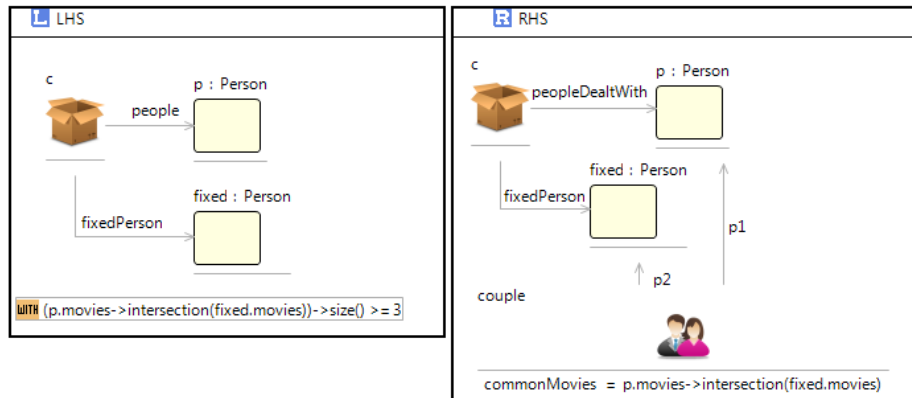 L LHS
c
p : Person
people
fixed : Person
fixedPerson
WITH (p.movies->intersection(fixed.movies))->size() >= 3
R RHS
c
p : Person
peopleDealtWith
fixed : Person
fixedPerson
p1
p2
couple
commonMovies = p.movies->intersection(fixed.movies)